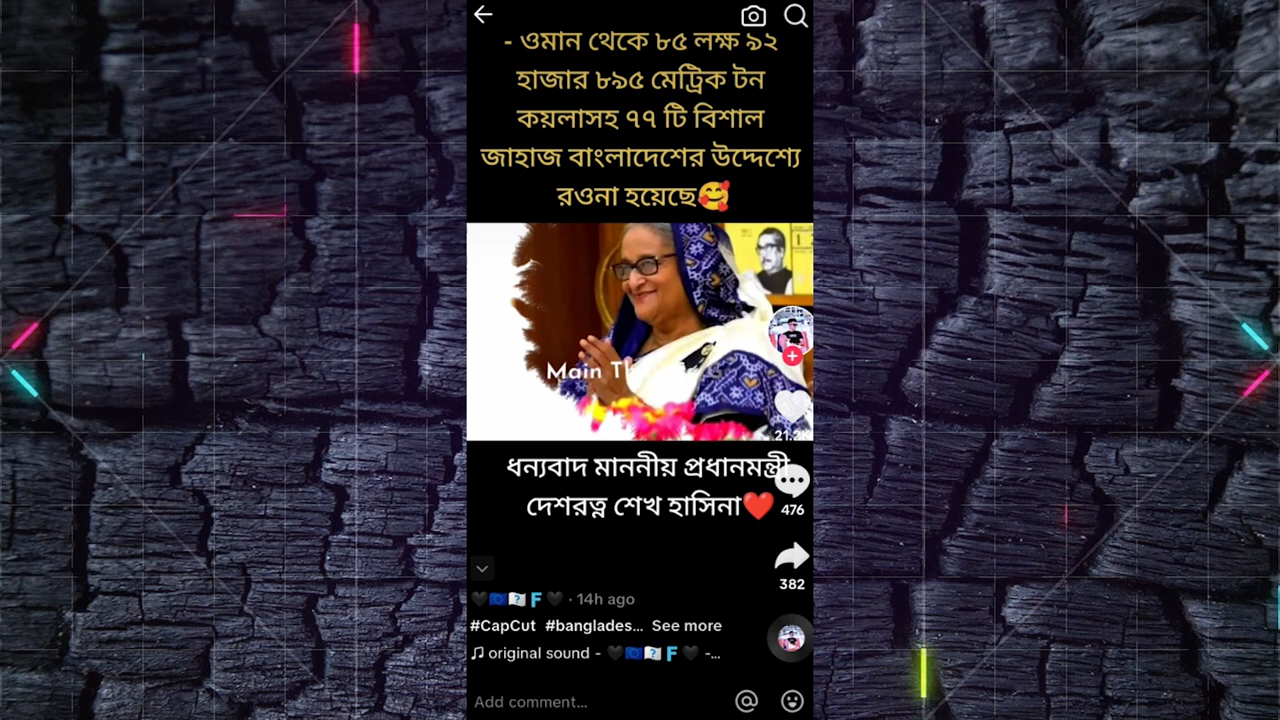 - ওমান থেকে ৮৫ লক্ষ ৯২
হাজার ৮৯৫ মেট্রিক টন
কয়লাসহ ৭৭ টি বিশাল
জাহাজ বাংলাদেশের উদ্দেশ্যে
রওনা হয়েছে🥰
Main
ধন্যবাদ মাননীয় প্রধানমন্ত্রী
দেশরত্ন শেখ হাসিনা❤️
476
382
🖤🇪🇺F🖤 · 14h ago
#CapCut #banglades... See more
♫ original sound - 🖤🇪🇺F🖤 -...
Add comment...